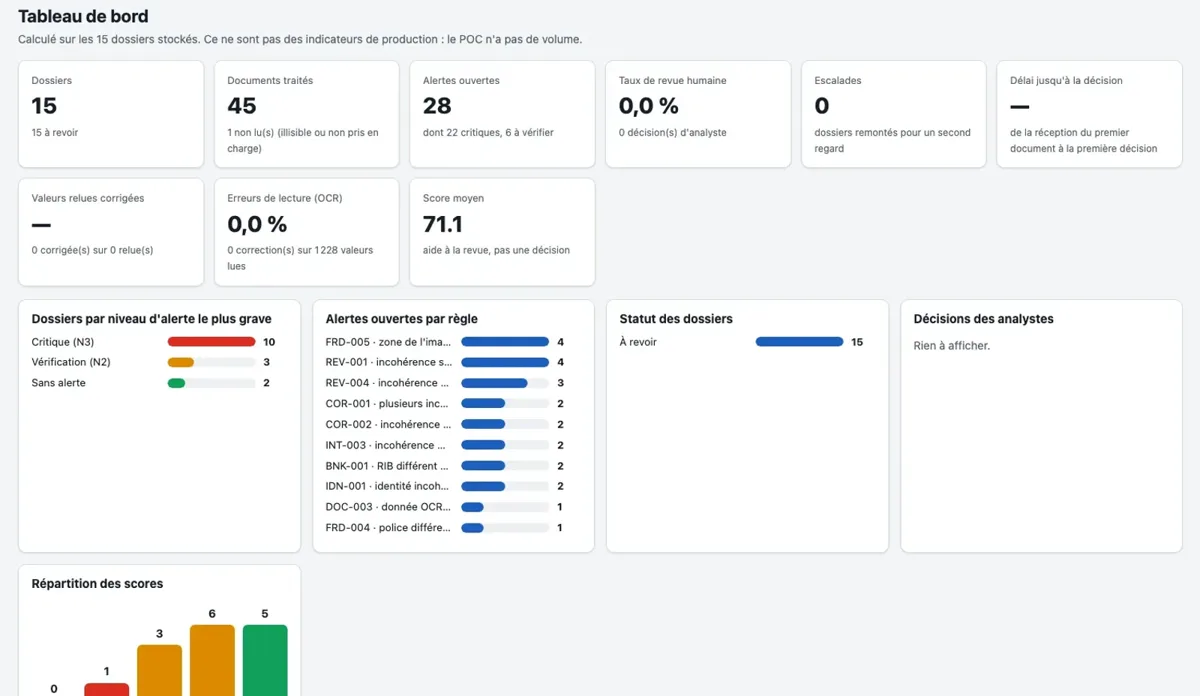 Tableau de bord
Calculé sur les 15 dossiers stockés. Ce ne sont pas des indicateurs de production : le POC n'a pas de volume.
Dossiers
15
15 à revoir
Documents traités
45
1 non lu(s) (illisible ou non pris en
charge)
Alertes ouvertes
28
dont 22 critiques, 6 à vérifier
Taux de revue humaine
0,0 %
0 décision(s) d'analyste
Escalades
0
dossiers remontés pour un second
regard
Délai jusqu'à la décision
—
de la réception du premier
document à la première décision
Valeurs relues corrigées
—
0 corrigée(s) sur 0 relue(s)
Erreurs de lecture (OCR)
0,0 %
0 correction(s) sur 1 228 valeurs
lues
Score moyen
71.1
aide à la revue, pas une décision
Dossiers par niveau d'alerte le plus grave
Critique (N3) 10
Vérification (N2) 3
Sans alerte 2
Alertes ouvertes par règle
FRD-005 · zone de l'ima... 4
REV-001 · incohérence s... 4
REV-004 · incohérence ... 3
COR-001 · plusieurs inc... 2
COR-002 · incohérence ... 2
INT-003 · incohérence ... 2
BNK-001 · RIB différent ... 2
IDN-001 · identité incoh... 2
DOC-003 · donnée OCR... 1
FRD-004 · police différe... 1
Statut des dossiers
À revoir 15
Décisions des analystes
Rien à afficher.
Répartition des scores
0 1 3 6 5